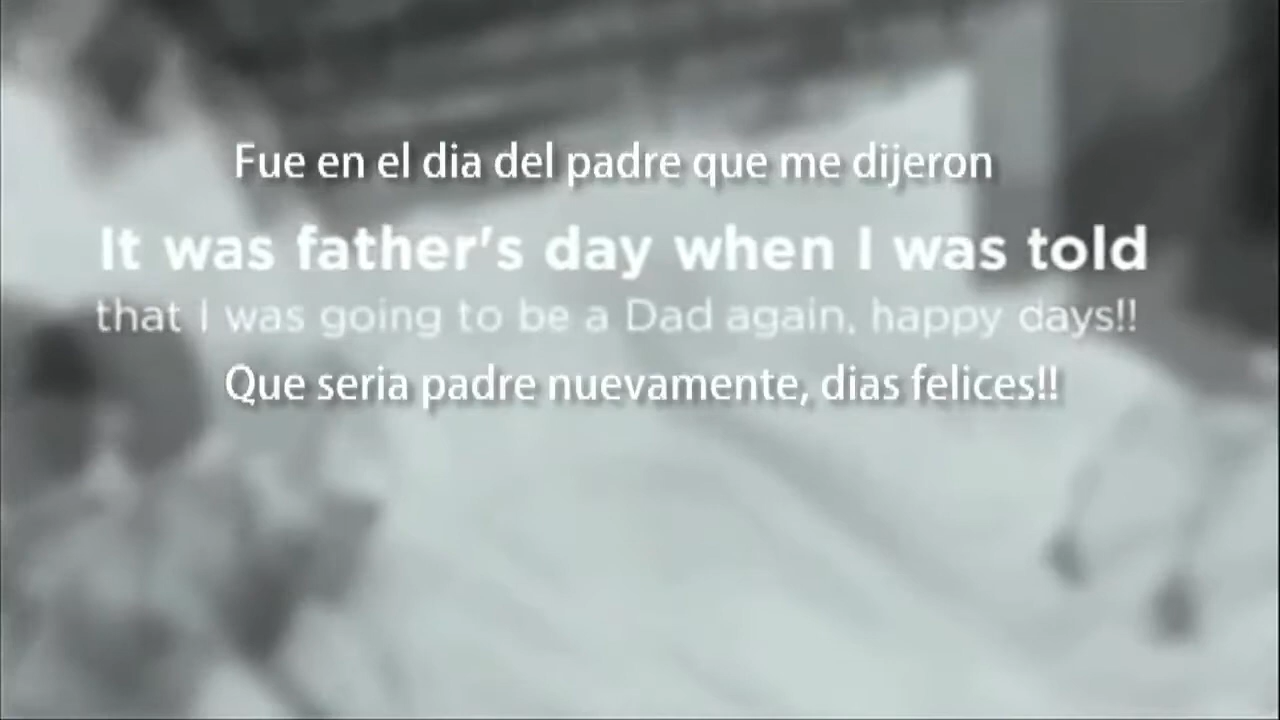 Fue en el dia del padre que me dijeron
It was father's day when I was told
that I was going to be a Dad again, happy days!!
Que seria padre nuevamente, dias felices!!